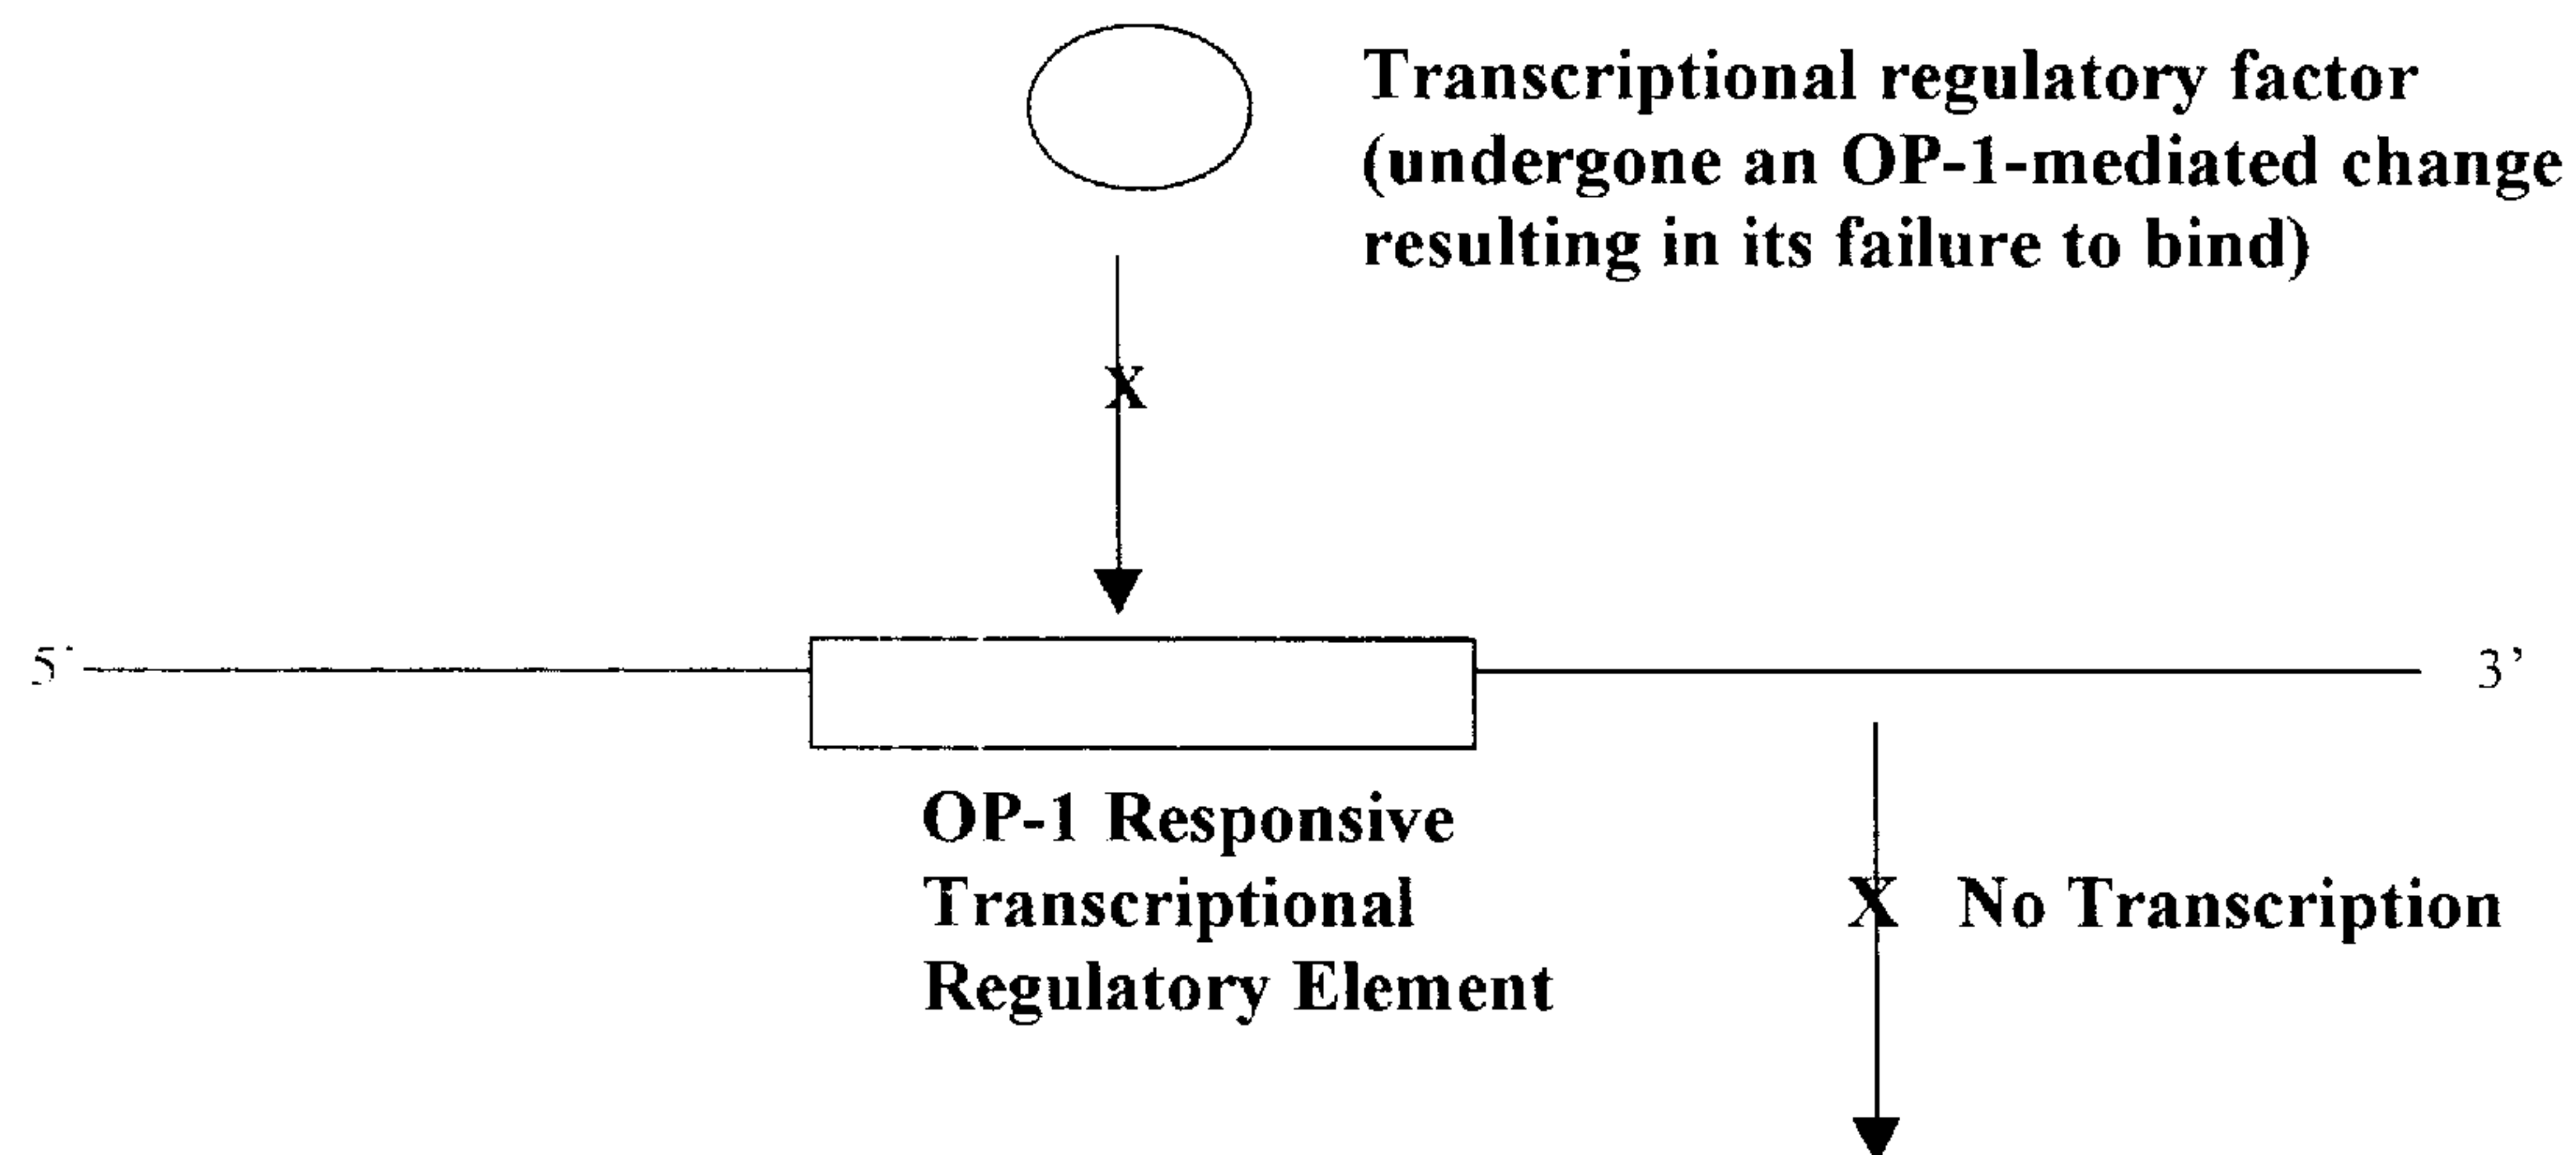 Transcriptional regulatory factor
(undergone an OP-1-mediated change
resulting in its failure to bind)
X
5' 3’
OP-1 Responsive
Transcriptional
Regulatory Element
X No Transcription